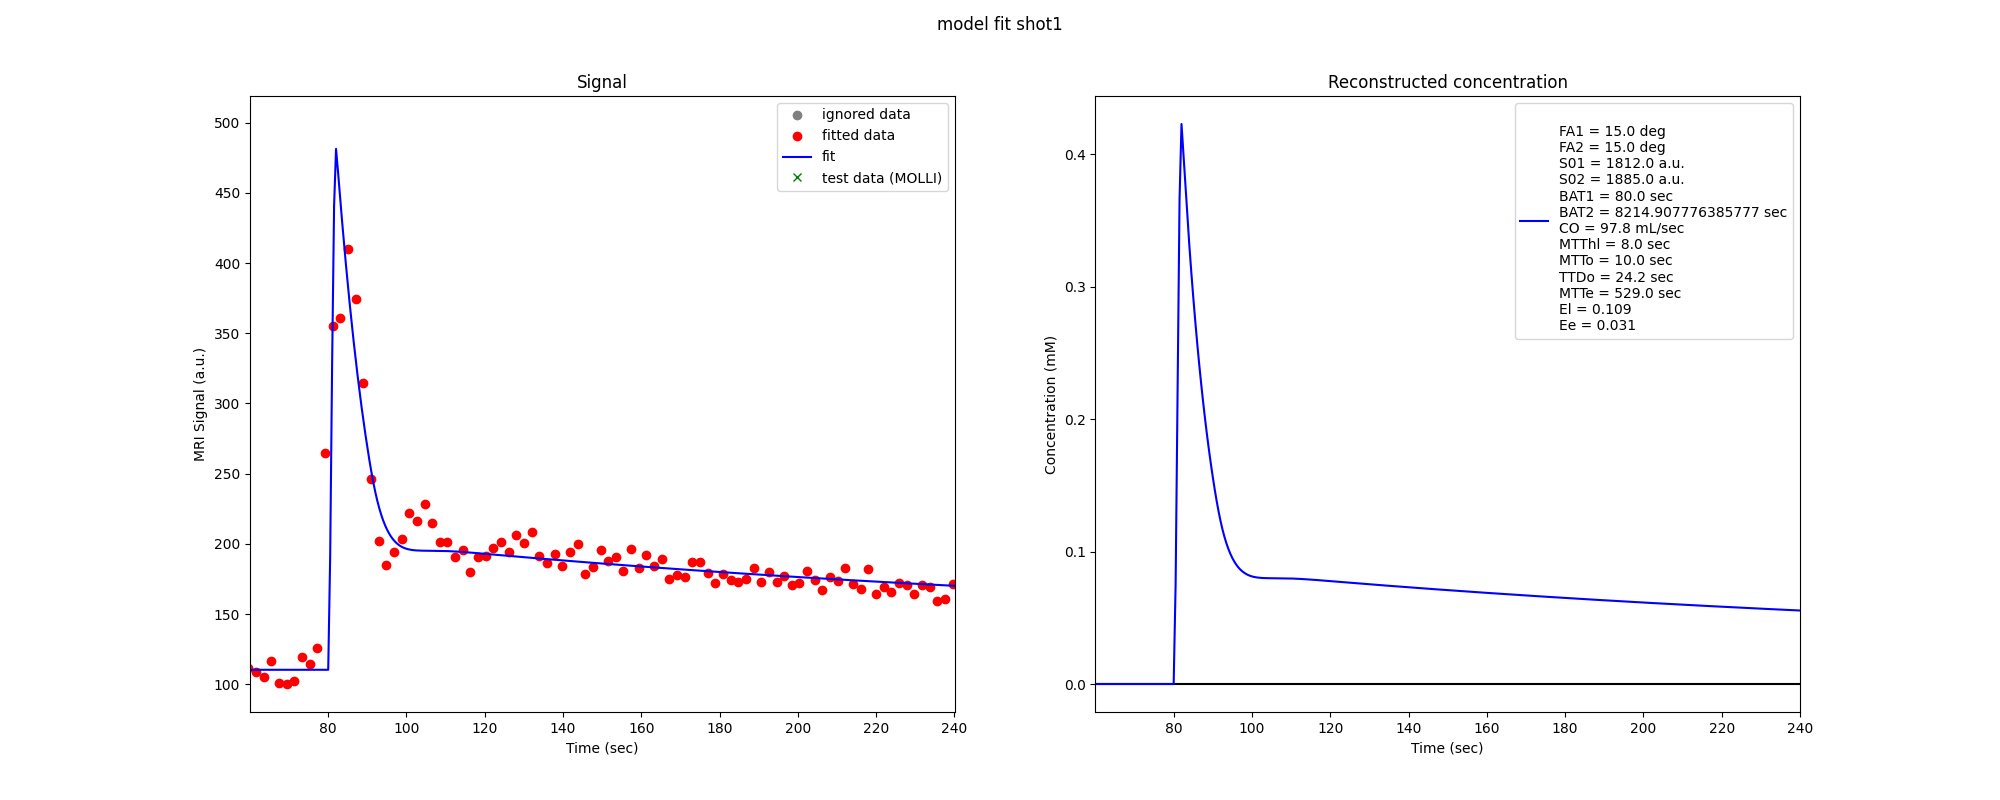 model fit shot1
Signal
500
450
400
350
300
250
200
150
100
MRI Signal (a.u.)
80 100 120 140 160 180 200 220 240
Time (sec)
ignored data
fitted data
fit
test data (MOLLI)
Reconstructed concentration
0.4
0.3
0.2
0.1
0.0
Concentration (mM)
80 100 120 140 160 180 200 220 240
Time (sec)
FA1 = 15.0 deg
FA2 = 15.0 deg
S01 = 1812.0 a.u.
S02 = 1885.0 a.u.
BAT1 = 80.0 sec
BAT2 = 8214.907776385777 sec
CO = 97.8 mL/sec
MTThl = 8.0 sec
MTTo = 10.0 sec
TTDo = 24.2 sec
MTTe = 529.0 sec
El = 0.109
Ee = 0.031